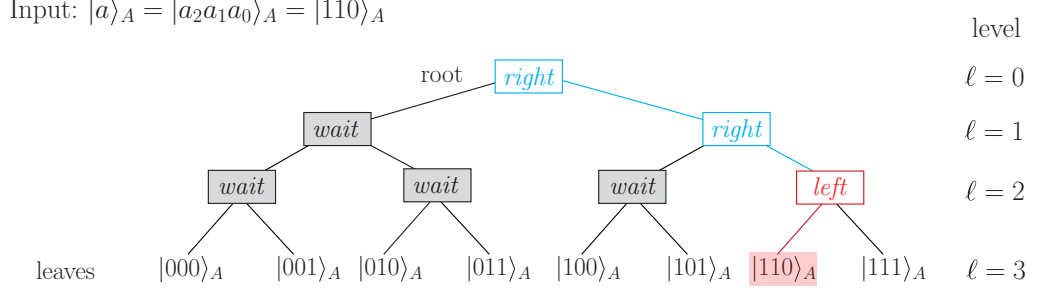 Input: |a⟩_A = |a₂a₁a₀⟩_A = |110⟩_A
level
root right ℓ = 0
wait right ℓ = 1
wait wait wait left ℓ = 2
leaves |000⟩_A |001⟩_A |010⟩_A |011⟩_A |100⟩_A |101⟩_A |110⟩_A |111⟩_A ℓ = 3